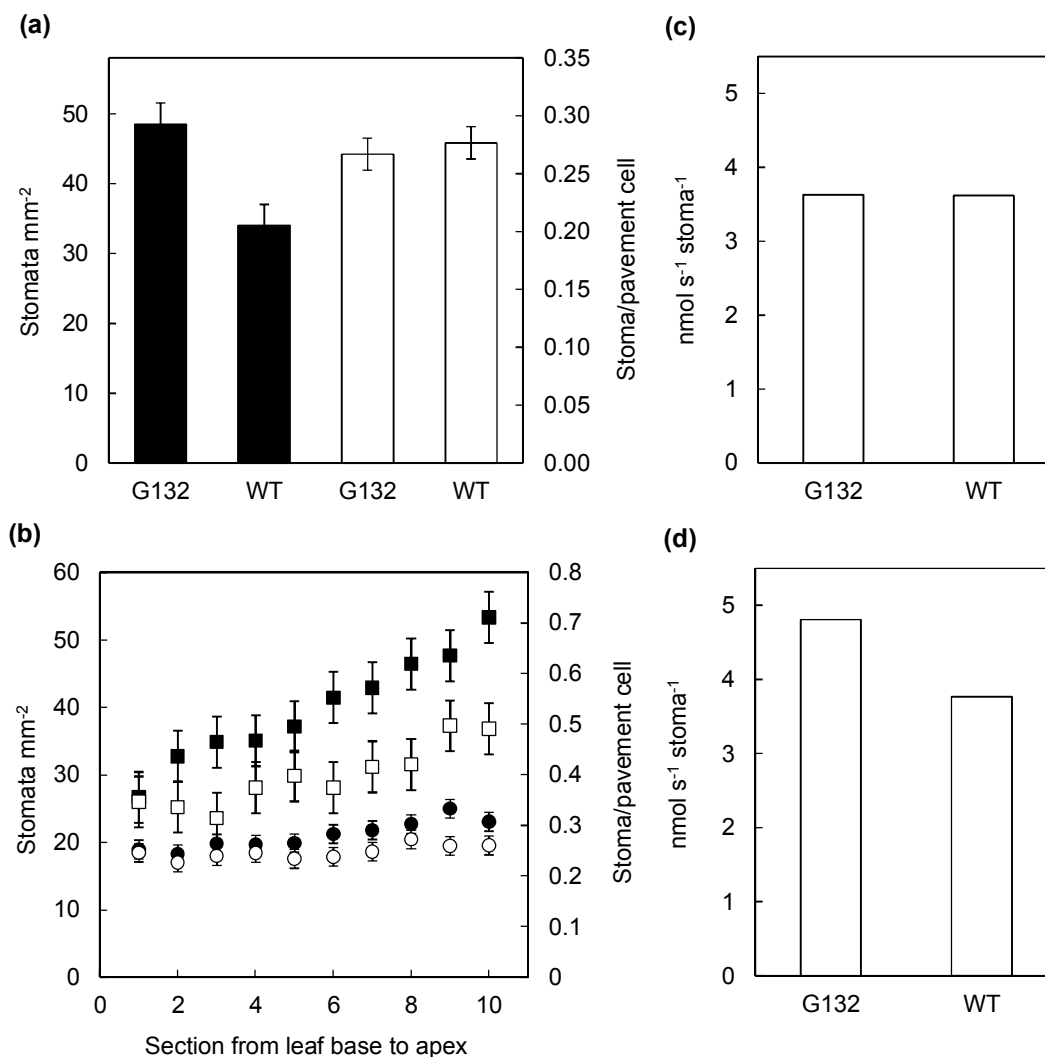 (a)
0.35
0.30
0.25
0.20
0.15
0.10
0.05
0.00
50
40
30
20
10
0
Stomata mm-2
Stoma/pavement cell
G132 WT G132 WT
(c)
5
4
3
2
1
0
nmol s-1 stoma-1
G132 WT
(b)
60
50
40
30
20
10
0
Stomata mm-2
0.8
0.7
0.6
0.5
0.4
0.3
0.2
0.1
0
Stoma/pavement cell
0 2 4 6 8 10
Section from leaf base to apex
(d)
5
4
3
2
1
0
nmol s-1 stoma-1
G132 WT